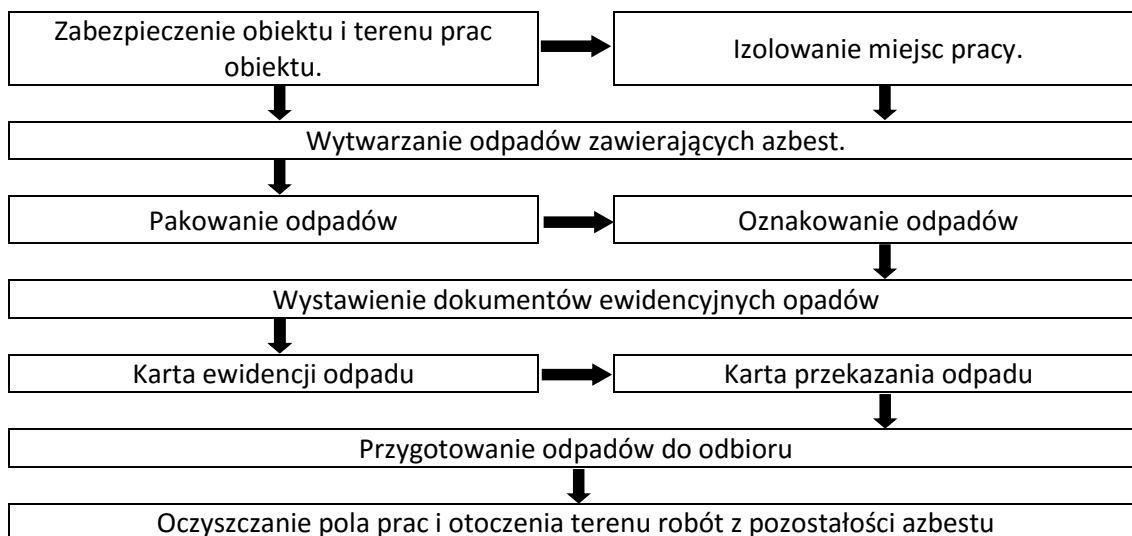 Zabezpieczenie obiektu i terenu prac
obiektu.
Izolowanie miejsc pracy.
Wytwarzanie odpadów zawierających azbest.
Pakowanie odpadów
Oznakowanie odpadów
Wystawienie dokumentów ewidencyjnych opadów
Karta ewidencji odpadu
Karta przekazania odpadu
Przygotowanie odpadów do odbioru
Oczyszczanie pola prac i otoczenia terenu robót z pozostałości azbestu